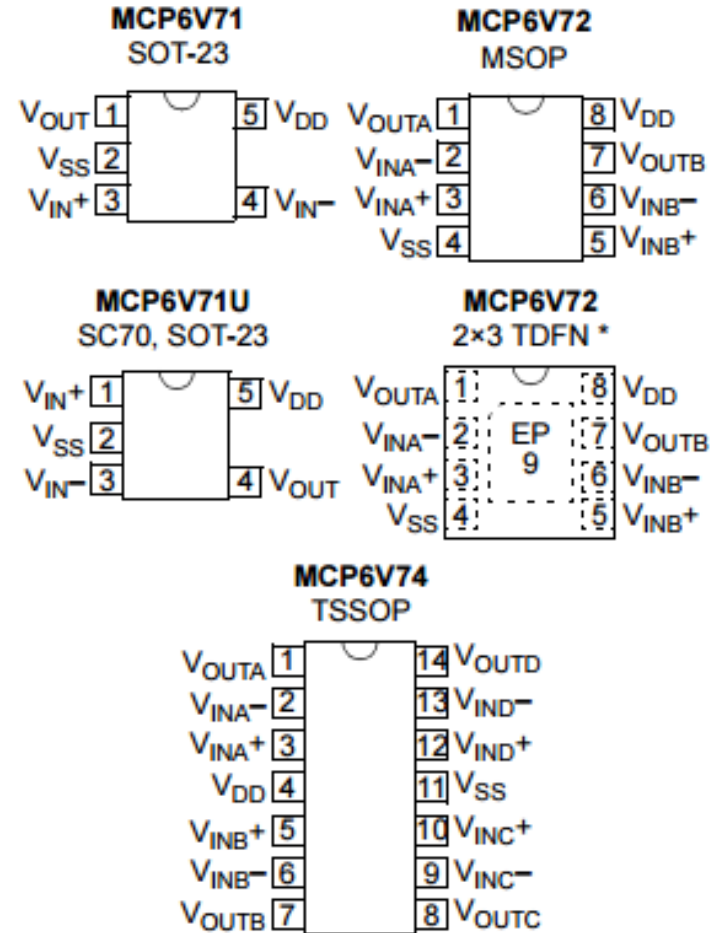 MCP6V71
SOT-23
VOUT 1 5 VDD
VSS 2
VIN+ 3 4 VIN–
MCP6V72
MSOP
VOUTA 1 8 VDD
VINA– 2 7 VOUTB
VINA+ 3 6 VINB–
VSS 4 5 VINB+
MCP6V71U
SC70, SOT-23
VIN+ 1 5 VDD
VSS 2
VIN– 3 4 VOUT
MCP6V72
2×3 TDFN *
VOUTA 1 8 VDD
VINA– 2 EP 7 VOUTB
VINA+ 3 9 6 VINB–
VSS 4 5 VINB+
MCP6V74
TSSOP
VOUTA 1 14 VOUTD
VINA– 2 13 VIND–
VINA+ 3 12 VIND+
VDD 4 11 VSS
VINB+ 5 10 VINC+
VINB– 6 9 VINC–
VOUTB 7 8 VOUTC